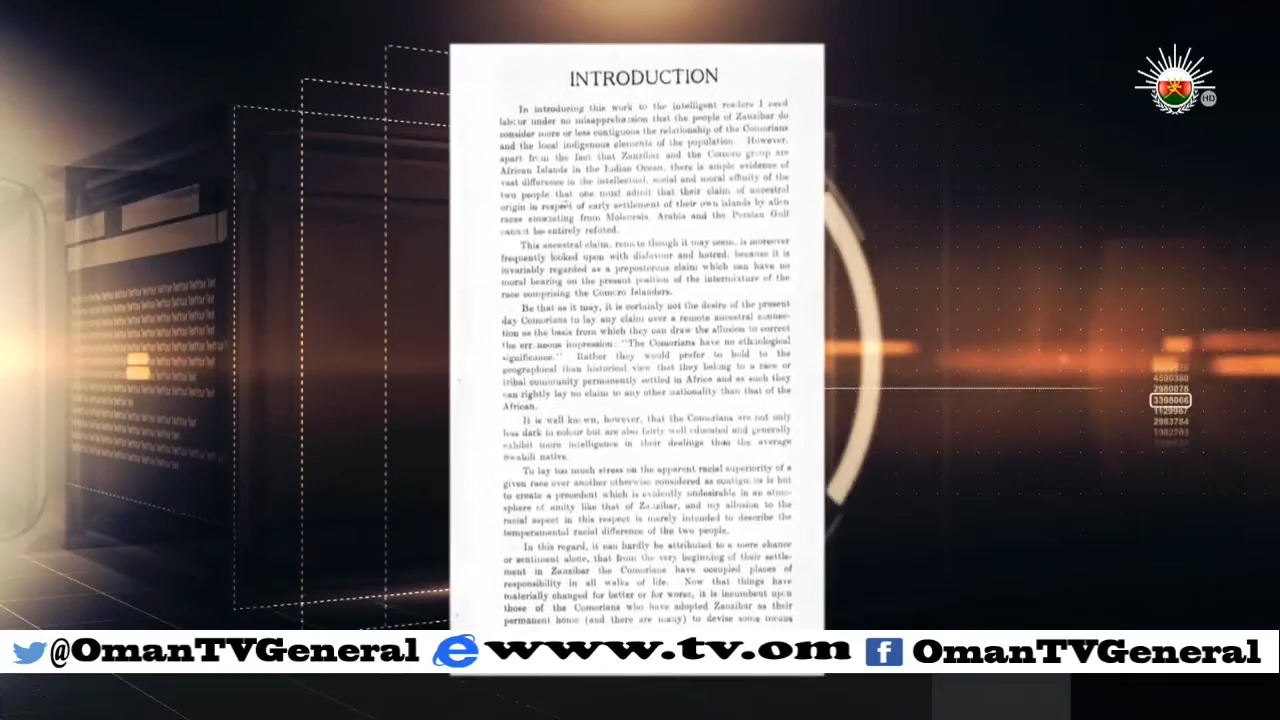 INTRODUCTION
In introducing this work to the intelligent readers I need
labour under no misapprehension that the people of Zanzibar do
consider more or less contiguous the relationship of the Comorians
and the local indigenous elements of the population. However,
apart from the fact that Zanzibar and the Comoro group are
African Islands in the Indian Ocean, there is ample evidence of
vast difference in the intellectual, social and moral affinity of the
two people that one must admit that their claim of ancestral
origin in respect of early settlement of their own islands by alien
races emanating from Melenesia, Arabia and the Persian Gulf
cannot be entirely refuted.
This ancestral claim, remote though it may seem, is moreover
frequently looked upon with disfavour and hatred, because it is
invariably regarded as a preposterous claim which can have no
moral bearing on the present position of the intermixture of the
race comprising the Comoro Islanders.
Be that as it may, it is certainly not the desire of the present
day Comorians to lay any claim over a remote ancestral connec-
tion as the basis from which they can draw the allusion to correct
the erroneous impression: "The Comorians have no ethnological
significance." Rather they would prefer to hold to the
geographical than historical view that they belong to a race or
tribal community permanently settled in Africa and as such they
can rightly lay no claim to any other nationality than that of the
African.
It is well known, however, that the Comorians are not only
less dark in colour but are also fairly well educated and generally
exhibit more intelligence in their dealings than the average
Swahili native.
To lay too much stress on the apparent racial superiority of a
given race over another otherwise considered as contiguous is but
to create a precedent which is evidently undesirable in an atmo-
sphere of amity like that of Zanzibar, and my allusion to the
racial aspect in this respect is merely intended to describe the
temperamental racial difference of the two people.
In this regard, it can hardly be attributed to a mere chance
or sentiment alone, that from the very beginning of their settle-
ment in Zanzibar the Comorians have occupied places of
responsibility in all walks of life. Now that things have
materially changed for better or for worse, it is incumbent upon
those of the Comorians who have adopted Zanzibar as their
permanent home (and there are many) to devise some means
HD
4590380
2980076
3398066
1129987
2983784
@OmanTVGeneral www.tv.om OmanTVGeneral